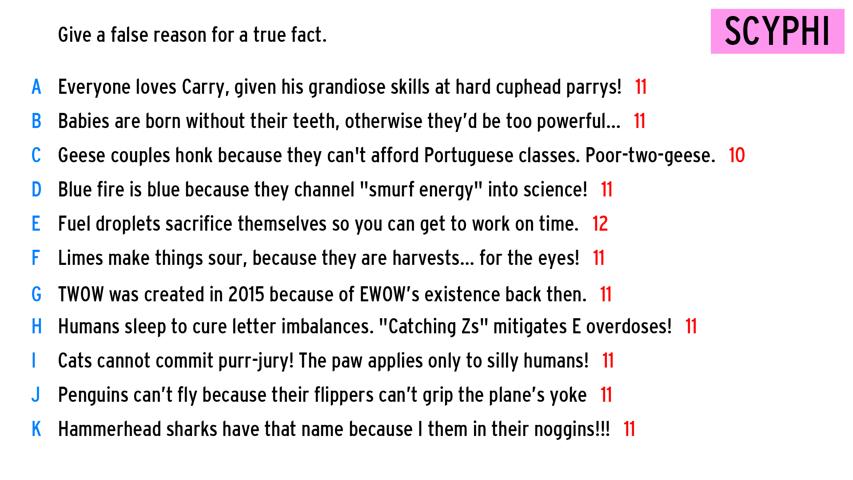 Give a false reason for a true fact.
SCYPHI
A Everyone loves Carry, given his grandiose skills at hard cuphead parrys! 11
B Babies are born without their teeth, otherwise they'd be too powerful... 11
C Geese couples honk because they can't afford Portuguese classes. Poor-two-geese. 10
D Blue fire is blue because they channel "smurf energy" into science! 11
E Fuel droplets sacrifice themselves so you can get to work on time. 12
F Limes make things sour, because they are harvests... for the eyes! 11
G TWOW was created in 2015 because of EWOW's existence back then. 11
H Humans sleep to cure letter imbalances. "Catching Zs" mitigates E overdoses! 11
I Cats cannot commit purr-jury! The paw applies only to silly humans! 11
J Penguins can't fly because their flippers can't grip the plane's yoke 11
K Hammerhead sharks have that name because I them in their noggins!!! 11